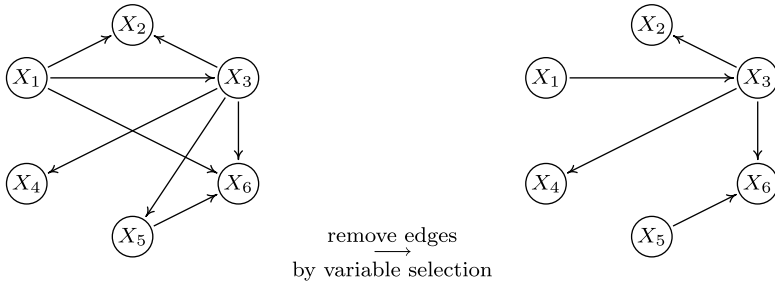 X₂
X₁
X₃
X₄
X₆
X₅
X₂
X₁
X₃
X₄
X₆
X₅
remove edges
by variable selection